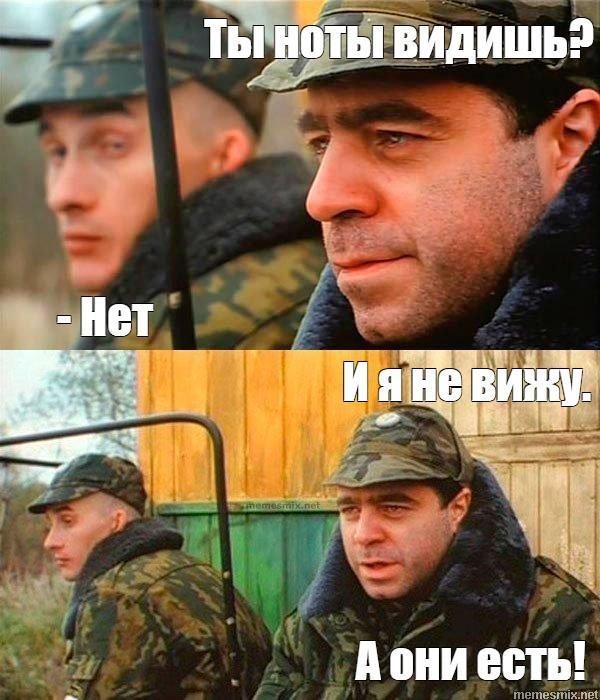 Ты ноты видишь?
- Нет
И я не вижу.
memesmix.net
А они есть!
memesmix.net